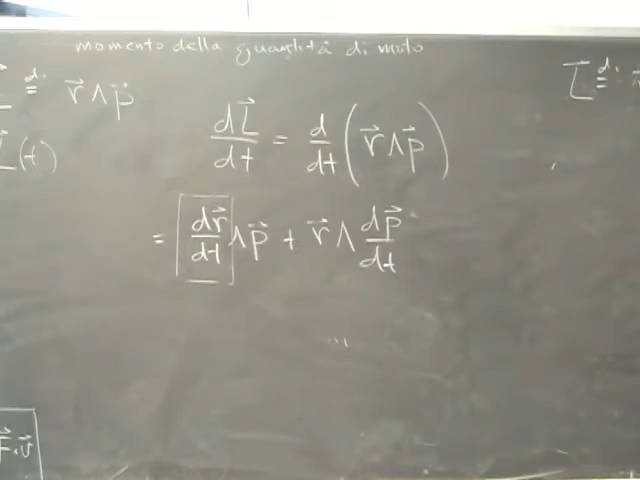 momento della quantità di moto
L⃗ d.= r⃗ ∧ p⃗
L⃗(t)
dL⃗/dt = d/dt (r⃗ ∧ p⃗)
= dr⃗/dt ∧ p⃗ + r⃗ ∧ dp⃗/dt
...
F⃗·v⃗
L⃗ d.=